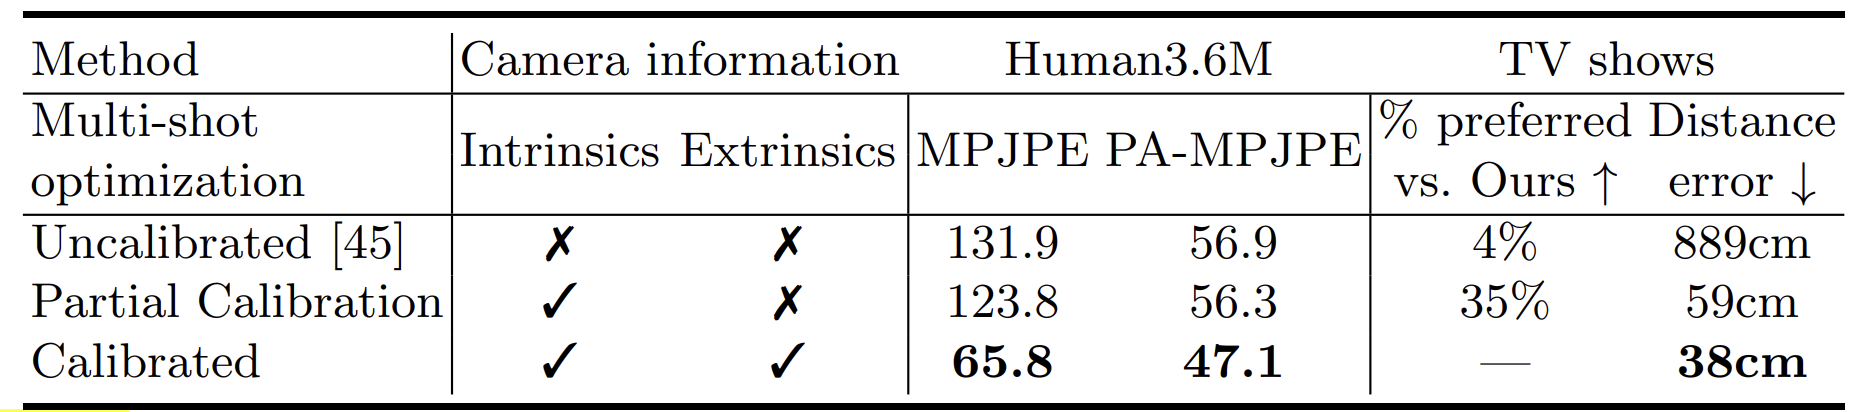 Method Camera information Human3.6M TV shows
Multi-shot optimization Intrinsics Extrinsics MPJPE PA-MPJPE % preferred vs. Ours ↑ Distance error ↓
Uncalibrated [45] ✗ ✗ 131.9 56.9 4% 889cm
Partial Calibration ✓ ✗ 123.8 56.3 35% 59cm
Calibrated ✓ ✓ 65.8 47.1 — 38cm